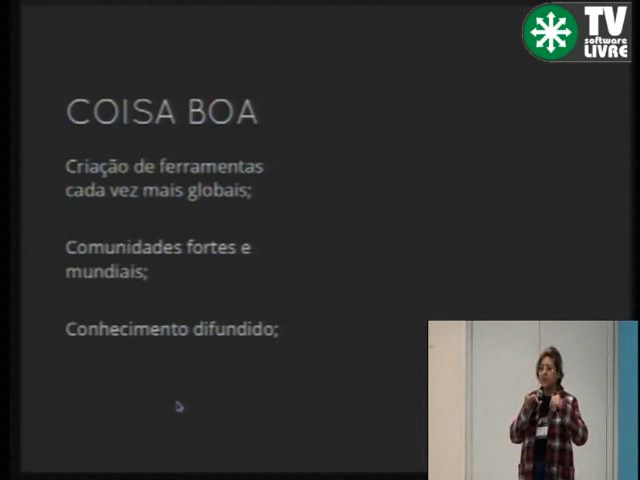 TV
software
LIVRE
COISA BOA
Criação de ferramentas
cada vez mais globais;
Comunidades fortes e
mundiais;
Conhecimento difundido;